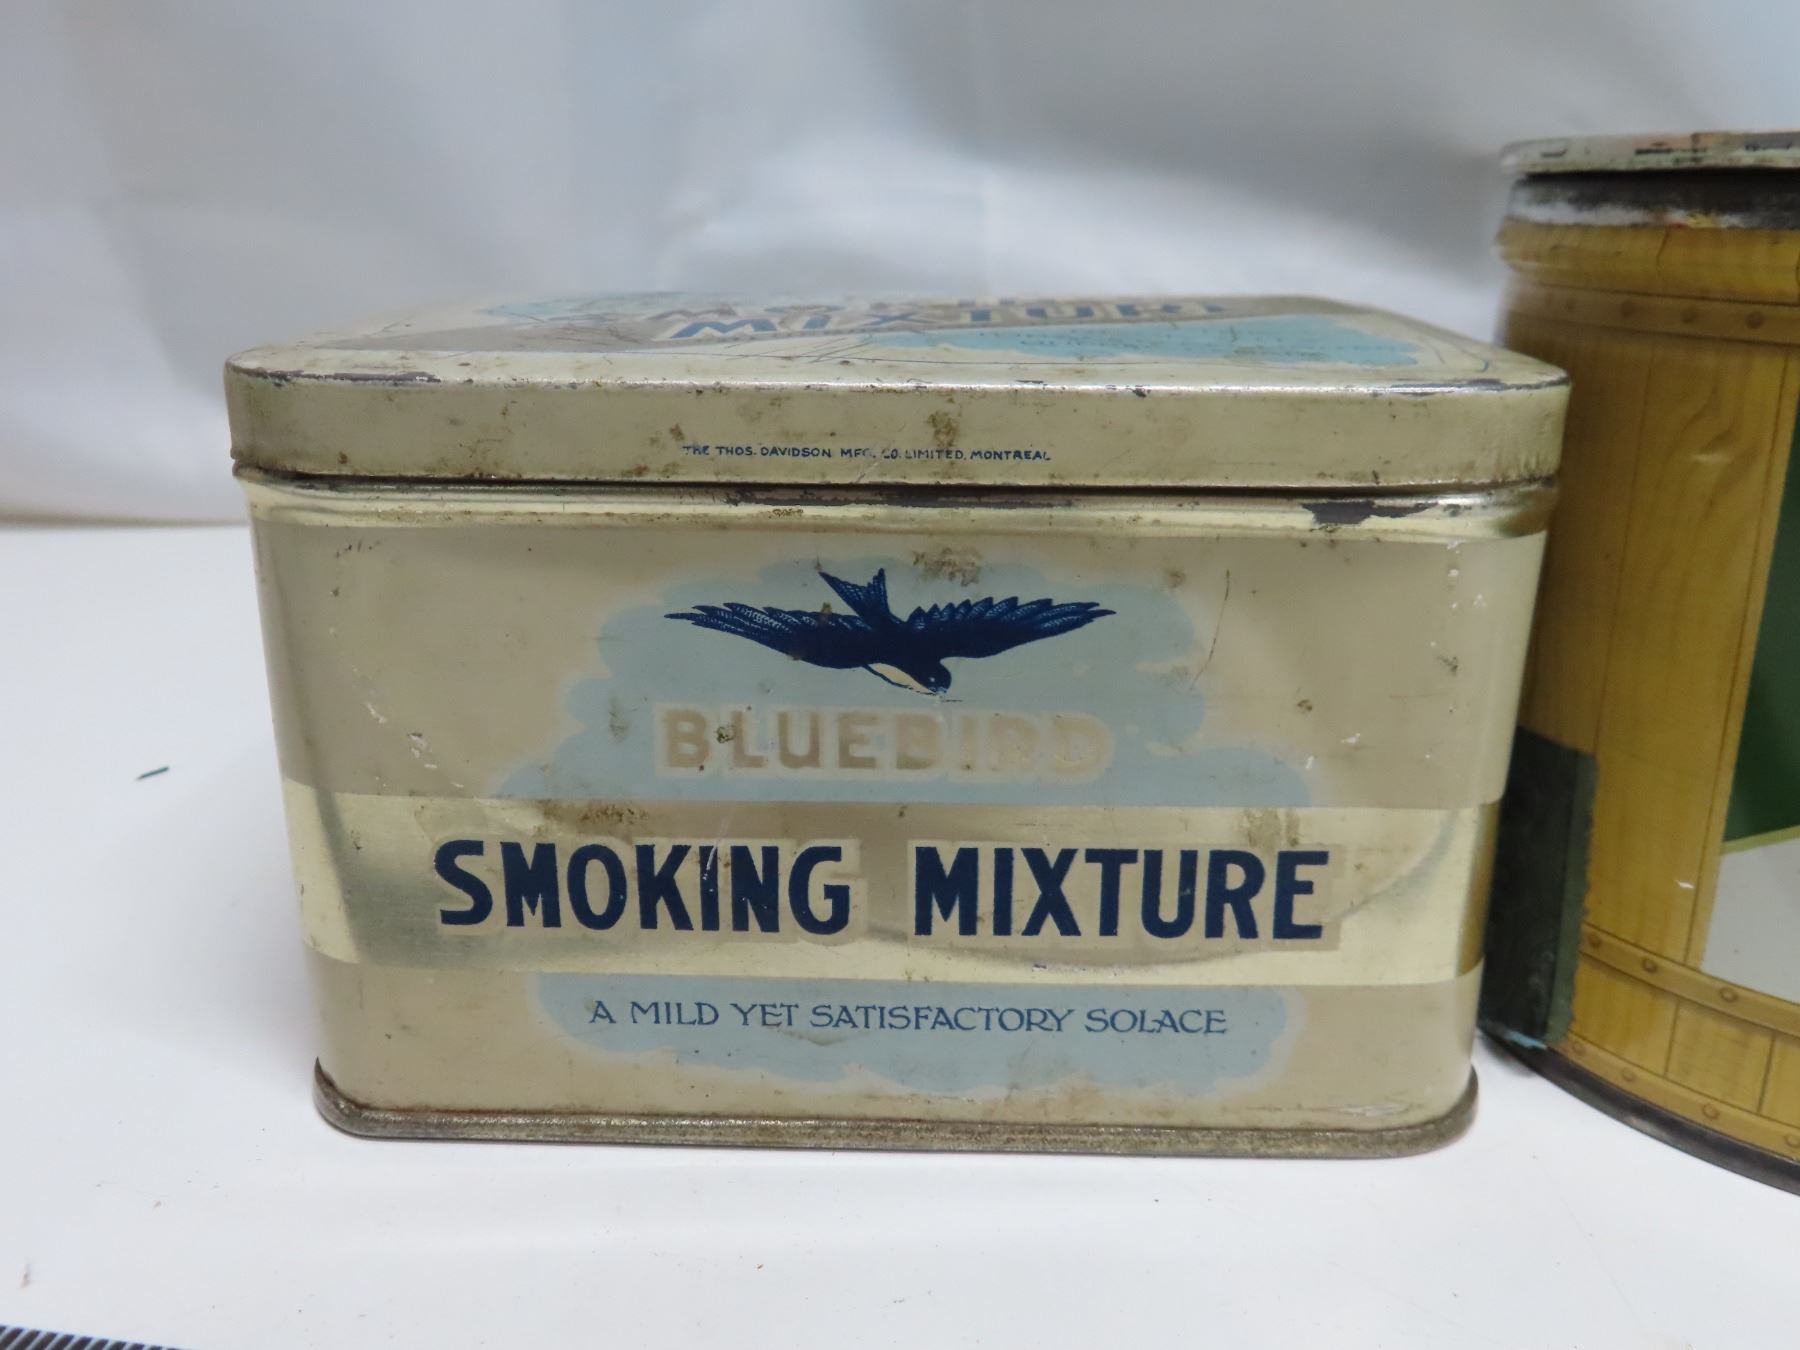 MIXTURE
THE THOS. DAVIDSON MFG. CO. LIMITED, MONTREAL
BLUEBIRD
SMOKING MIXTURE
A MILD YET SATISFACTORY SOLACE